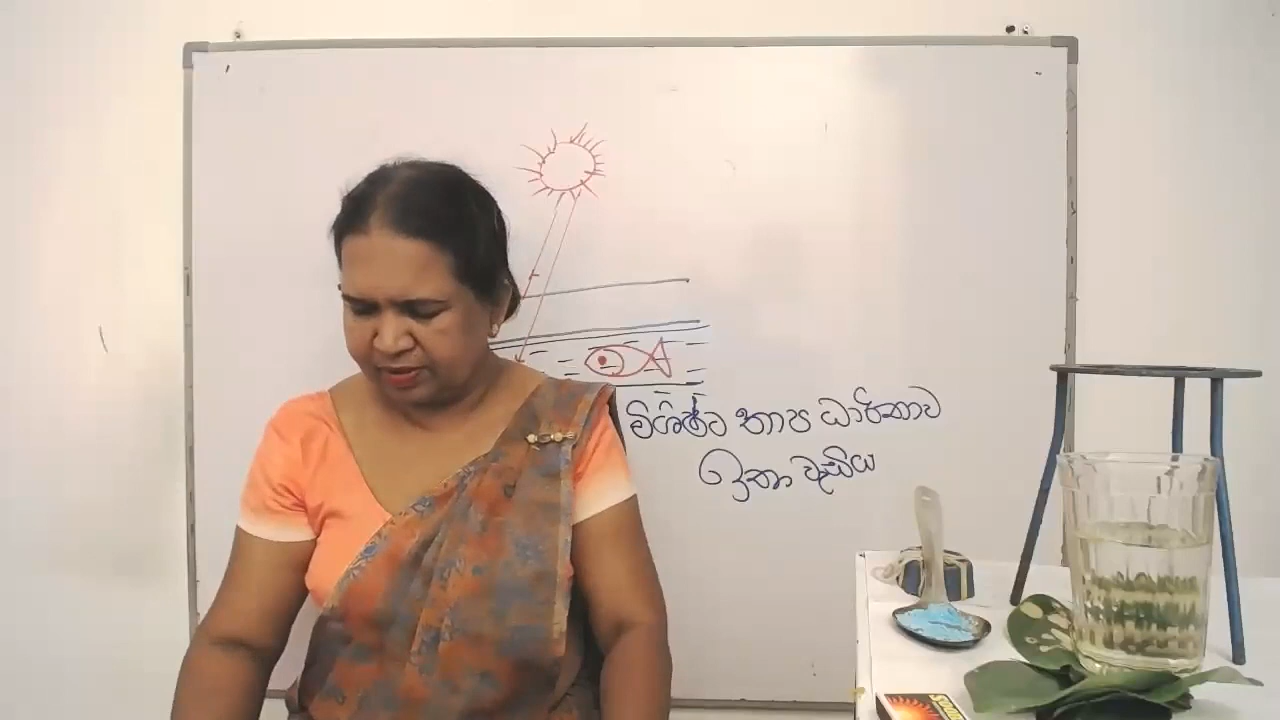 විශිෂ්ට තාප ධාරිතාව
ඉතා වැඩිය